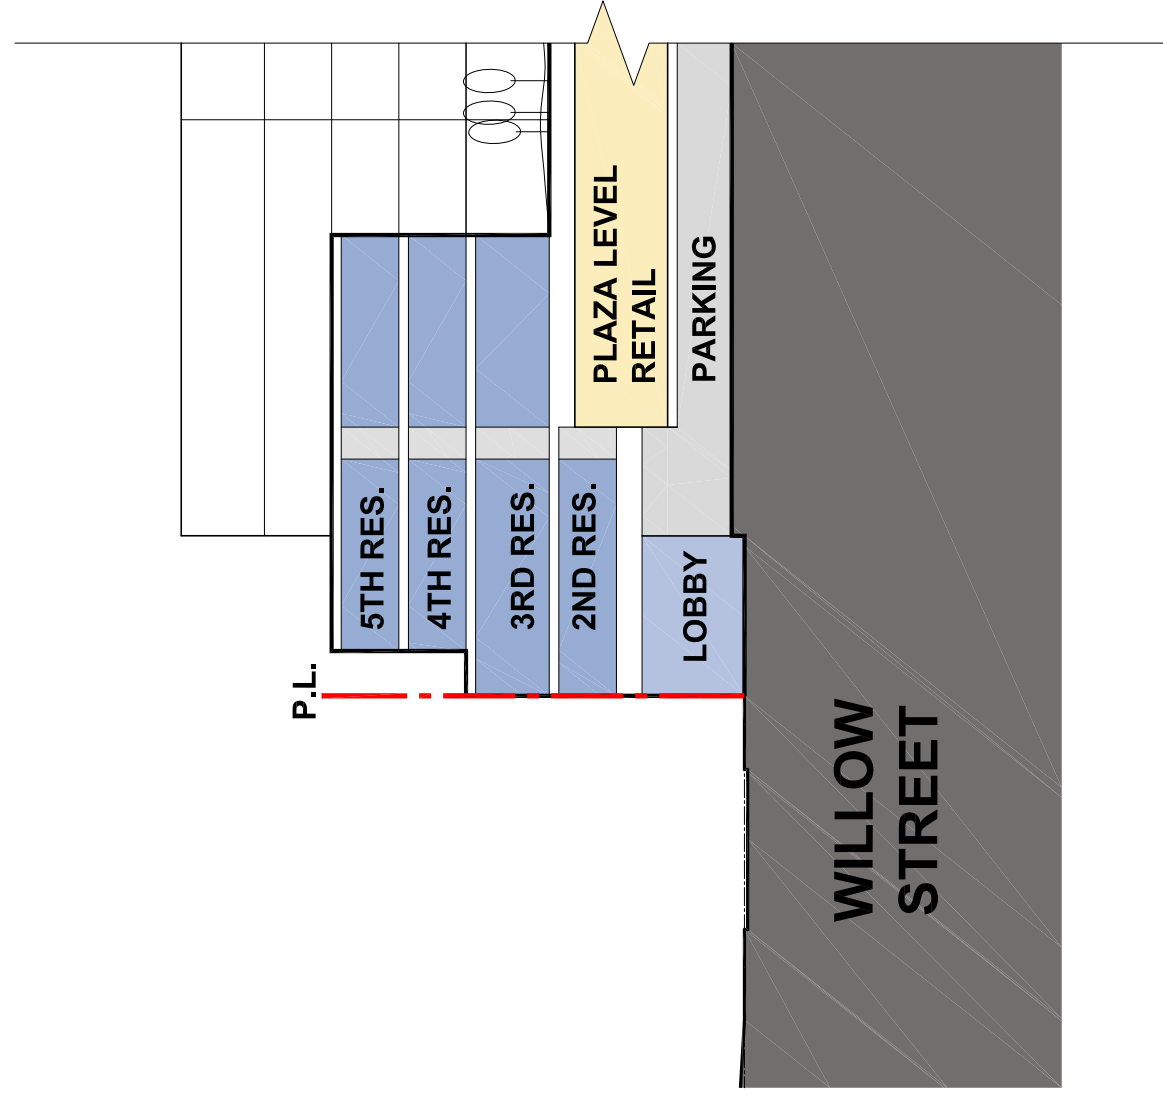 P.L.
5TH RES.
4TH RES.
3RD RES.
2ND RES.
PLAZA LEVEL
RETAIL
LOBBY
PARKING
WILLOW
STREET